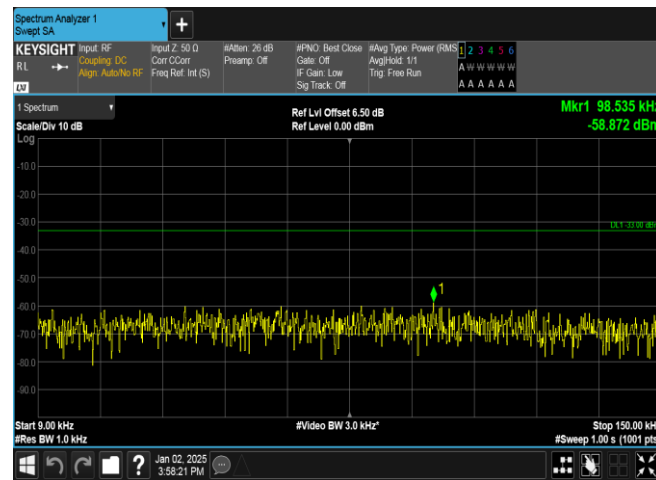 Spectrum Analyzer 1
Swept SA
+
KEYSIGHT Input: RF Input Z: 50 Ω #Atten: 26 dB #PNO: Best Close #Avg Type: Power (RMS 1 2 3 4 5 6
RL Coupling: DC Corr CCorr Preamp: Off Gate: Off Avg|Hold: 1/1 A W W W W W
Align: Auto/No RF Freq Ref: Int (S) IF Gain: Low Trig: Free Run
LXI Sig Track: Off A A A A A A
1 Spectrum
Ref Lvl Offset 6.50 dB Mkr1 98.535 kHz
Scale/Div 10 dB Ref Level 0.00 dBm -58.872 dBm
Log
-10.0
-20.0
-30.0
DL1 -33.00 dBm
-40.0
-50.0
1
-60.0
-70.0
-80.0
-90.0
Start 9.00 kHz #Video BW 3.0 kHz* Stop 150.00 kHz
#Res BW 1.0 kHz #Sweep 1.00 s (1001 pts
? Jan 02, 2025
3:58:21 PM